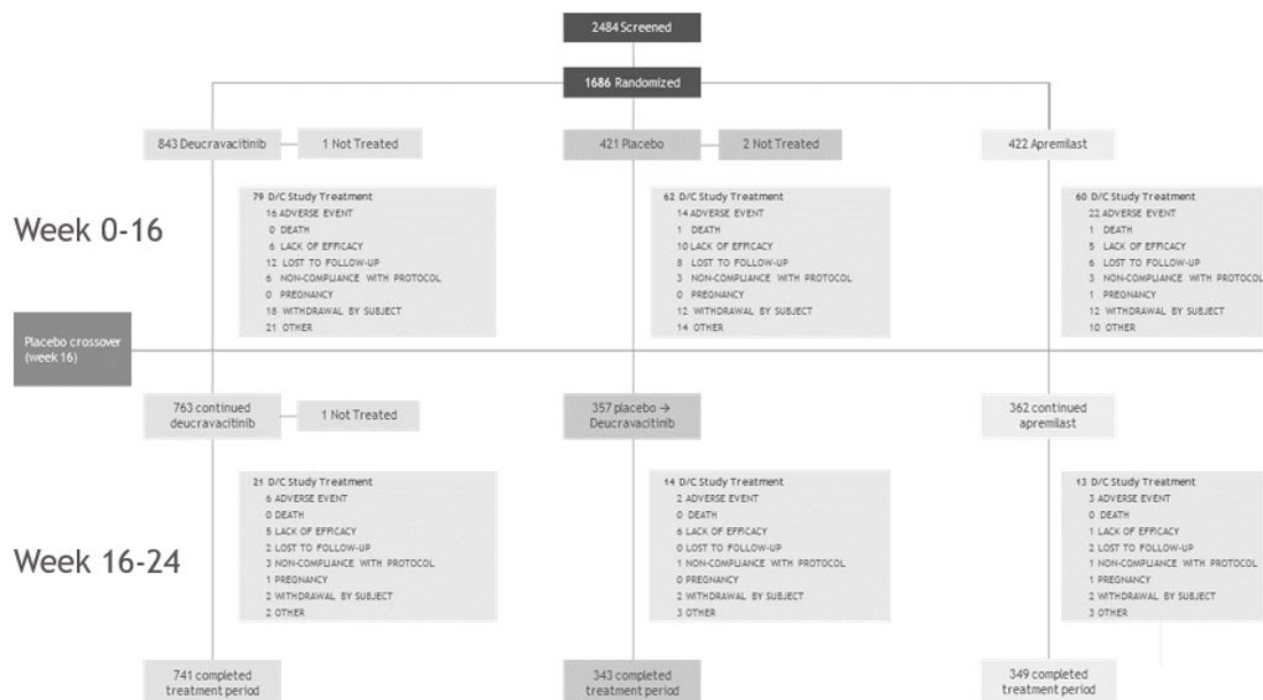 2484 Screened
1686 Randomized
843 Deucravacitinib
1 Not Treated
421 Placebo
2 Not Treated
422 Apremilast
Week 0-16
79 D/C Study Treatment
16 ADVERSE EVENT
0 DEATH
6 LACK OF EFFICACY
12 LOST TO FOLLOW-UP
6 NON-COMPLIANCE WITH PROTOCOL
0 PREGNANCY
18 WITHDRAWAL BY SUBJECT
21 OTHER
62 D/C Study Treatment
14 ADVERSE EVENT
1 DEATH
10 LACK OF EFFICACY
8 LOST TO FOLLOW-UP
3 NON-COMPLIANCE WITH PROTOCOL
0 PREGNANCY
12 WITHDRAWAL BY SUBJECT
14 OTHER
60 D/C Study Treatment
22 ADVERSE EVENT
1 DEATH
5 LACK OF EFFICACY
6 LOST TO FOLLOW-UP
3 NON-COMPLIANCE WITH PROTOCOL
1 PREGNANCY
12 WITHDRAWAL BY SUBJECT
10 OTHER
Placebo crossover
(week 16)
763 continued
deucravacitinib
1 Not Treated
357 placebo →
Deucravacitinib
362 continued
apremilast
Week 16-24
21 D/C Study Treatment
6 ADVERSE EVENT
0 DEATH
5 LACK OF EFFICACY
2 LOST TO FOLLOW-UP
3 NON-COMPLIANCE WITH PROTOCOL
1 PREGNANCY
2 WITHDRAWAL BY SUBJECT
2 OTHER
14 D/C Study Treatment
2 ADVERSE EVENT
0 DEATH
6 LACK OF EFFICACY
0 LOST TO FOLLOW-UP
1 NON-COMPLIANCE WITH PROTOCOL
0 PREGNANCY
2 WITHDRAWAL BY SUBJECT
3 OTHER
13 D/C Study Treatment
3 ADVERSE EVENT
0 DEATH
1 LACK OF EFFICACY
2 LOST TO FOLLOW-UP
1 NON-COMPLIANCE WITH PROTOCOL
1 PREGNANCY
2 WITHDRAWAL BY SUBJECT
3 OTHER
741 completed
treatment period
343 completed
treatment period
349 completed
treatment period